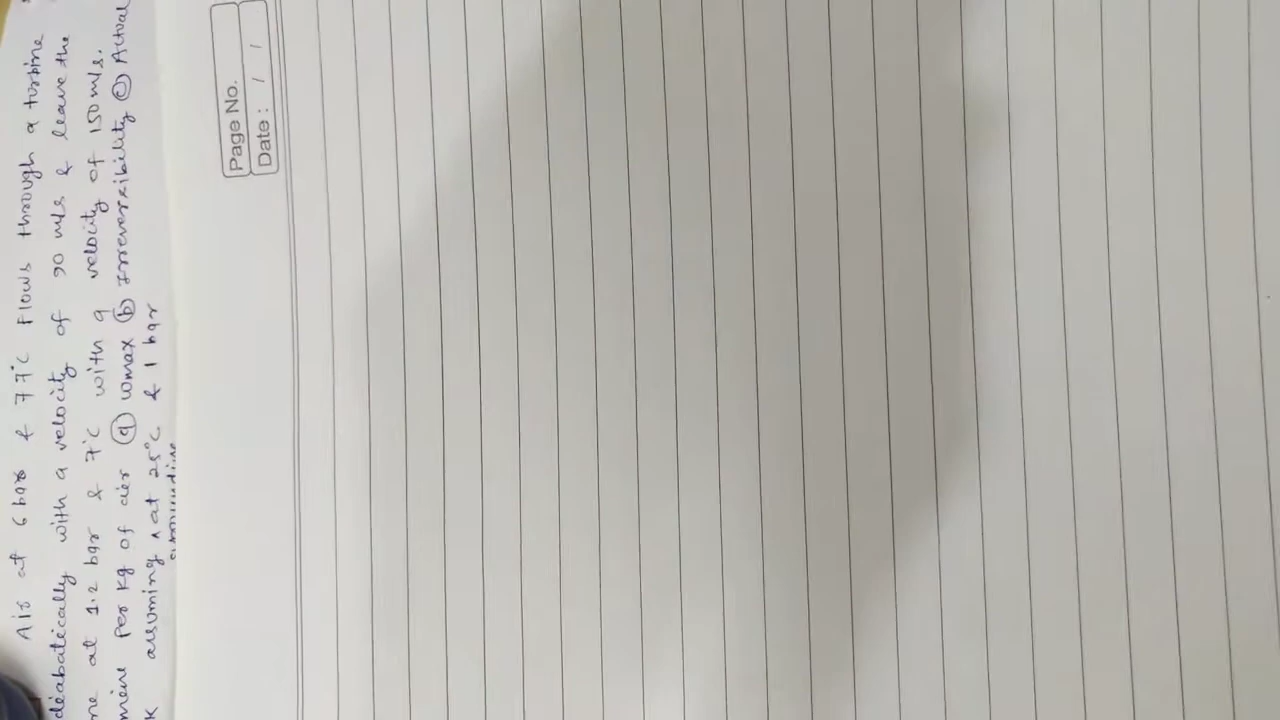 Air at 6 bar & 77°C Flows through a turbine
adiabatically with a velocity of 90 m/s & leave the
ne at 1.2 bar & 7°C with a velocity of 150 m/s.
mine per kg of air (a) wmax (b) irreversibility (c) Actual
k assuming ^ at 25°C & 1 bar
surrounding
Page No.
Date : / /